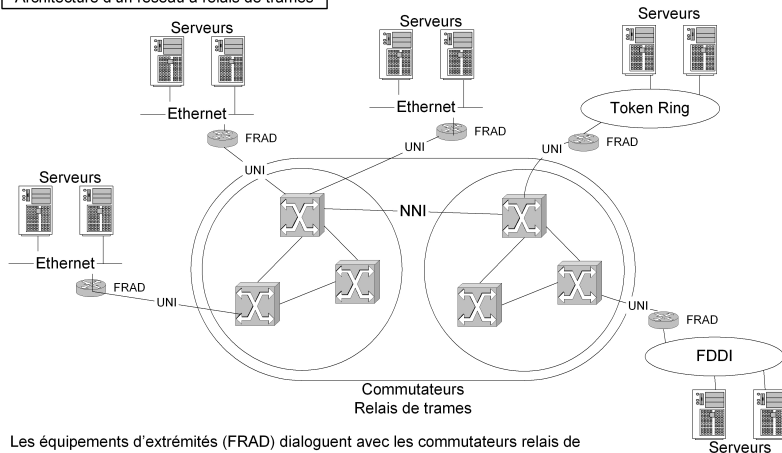 Architecture d'un réseau à relais de trames
Serveurs
Serveurs
Serveurs
Ethernet
Ethernet
Token Ring
FRAD
FRAD
FRAD
UNI
UNI
UNI
Serveurs
NNI
Ethernet
FRAD
UNI
UNI
FRAD
FDDI
Commutateurs
Relais de trames
Serveurs
Les équipements d'extrémités (FRAD) dialoguent avec les commutateurs relais de